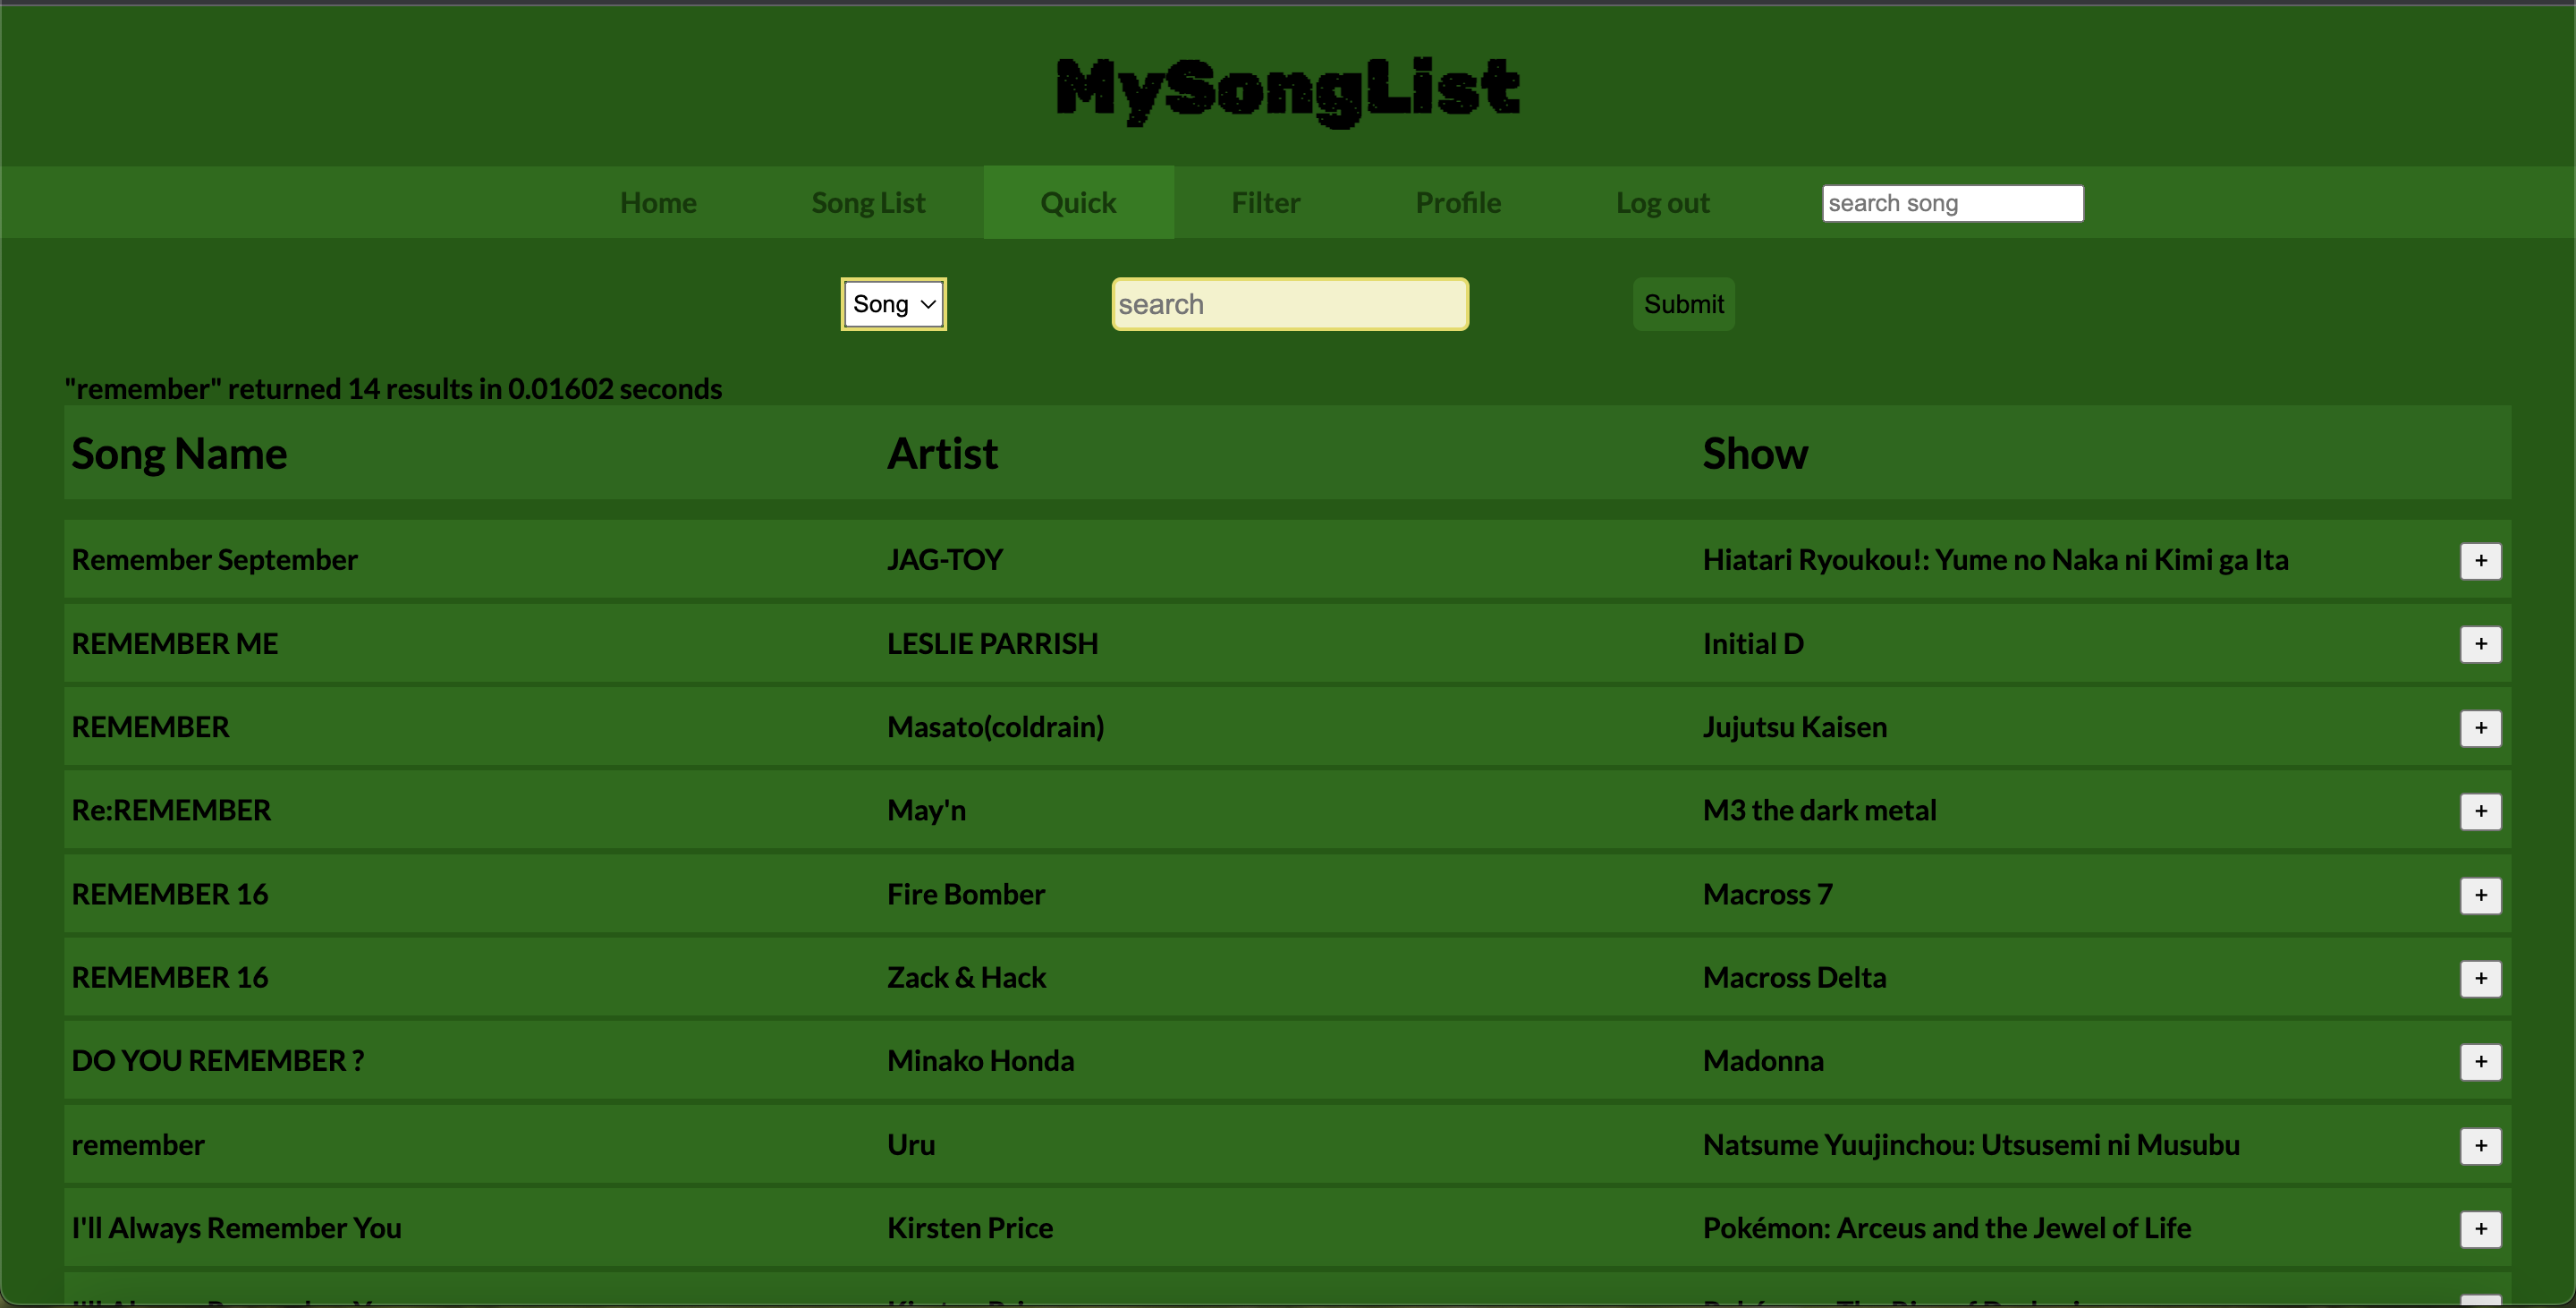 MySongList
Home Song List Quick Filter Profile Log out search song
Song search Submit
"remember" returned 14 results in 0.01602 seconds
Song Name Artist Show
Remember September JAG-TOY Hiatari Ryoukou!: Yume no Naka ni Kimi ga Ita +
REMEMBER ME LESLIE PARRISH Initial D +
REMEMBER Masato(coldrain) Jujutsu Kaisen +
Re:REMEMBER May'n M3 the dark metal +
REMEMBER 16 Fire Bomber Macross 7 +
REMEMBER 16 Zack & Hack Macross Delta +
DO YOU REMEMBER ? Minako Honda Madonna +
remember Uru Natsume Yuujinchou: Utsusemi ni Musubu +
I'll Always Remember You Kirsten Price Pokémon: Arceus and the Jewel of Life +